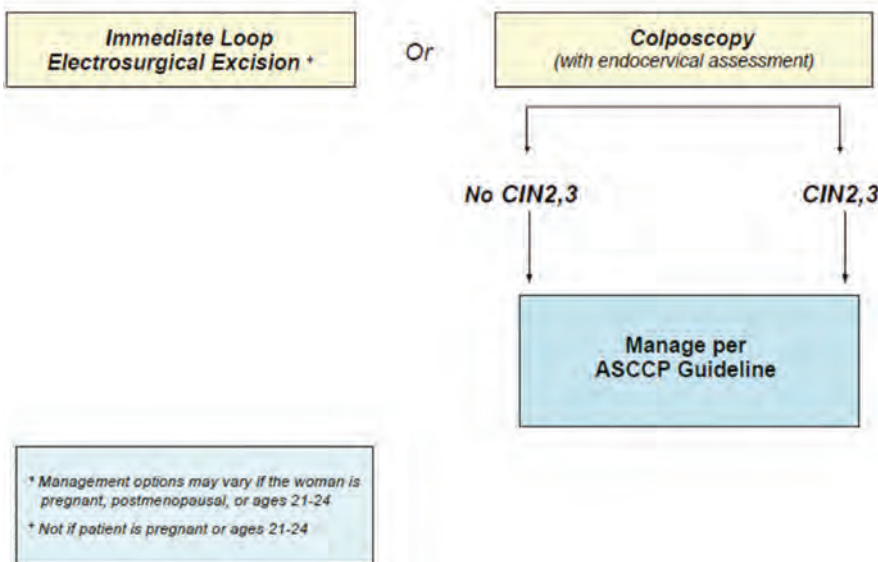 Immediate Loop
Electrosurgical Excision +
Or
Colposcopy
(with endocervical assessment)
No CIN2,3
CIN2,3
Manage per
ASCCP Guideline
* Management options may vary if the woman is
pregnant, postmenopausal, or ages 21-24
+ Not if patient is pregnant or ages 21-24